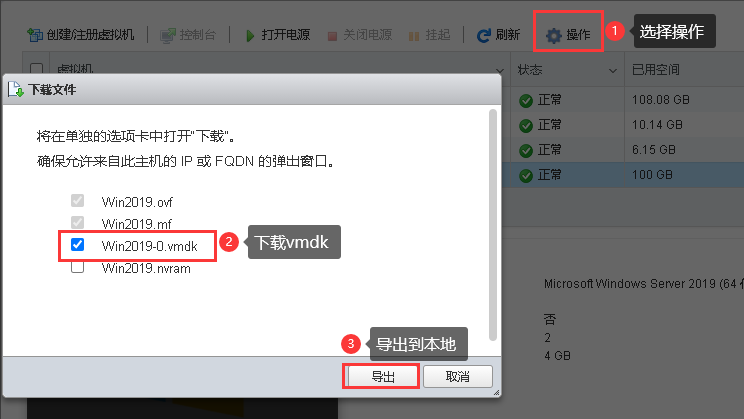 创建/注册虚拟机 控制台 打开电源 关闭电源 挂起 刷新 操作 1 选择操作
虚拟机 状态 已用空间
正常 108.08 GB
正常 10.14 GB
正常 6.15 GB
正常 100 GB
下载文件
将在单独的选项卡中打开"下载"。
确保允许来自此主机的 IP 或 FQDN 的弹出窗口。
Win2019.ovf
Win2019.mf
Win2019-0.vmdk 2 下载vmdk
Win2019.nvram
Microsoft Windows Server 2019 (64
否
2
4 GB
3 导出到本地
导出 取消